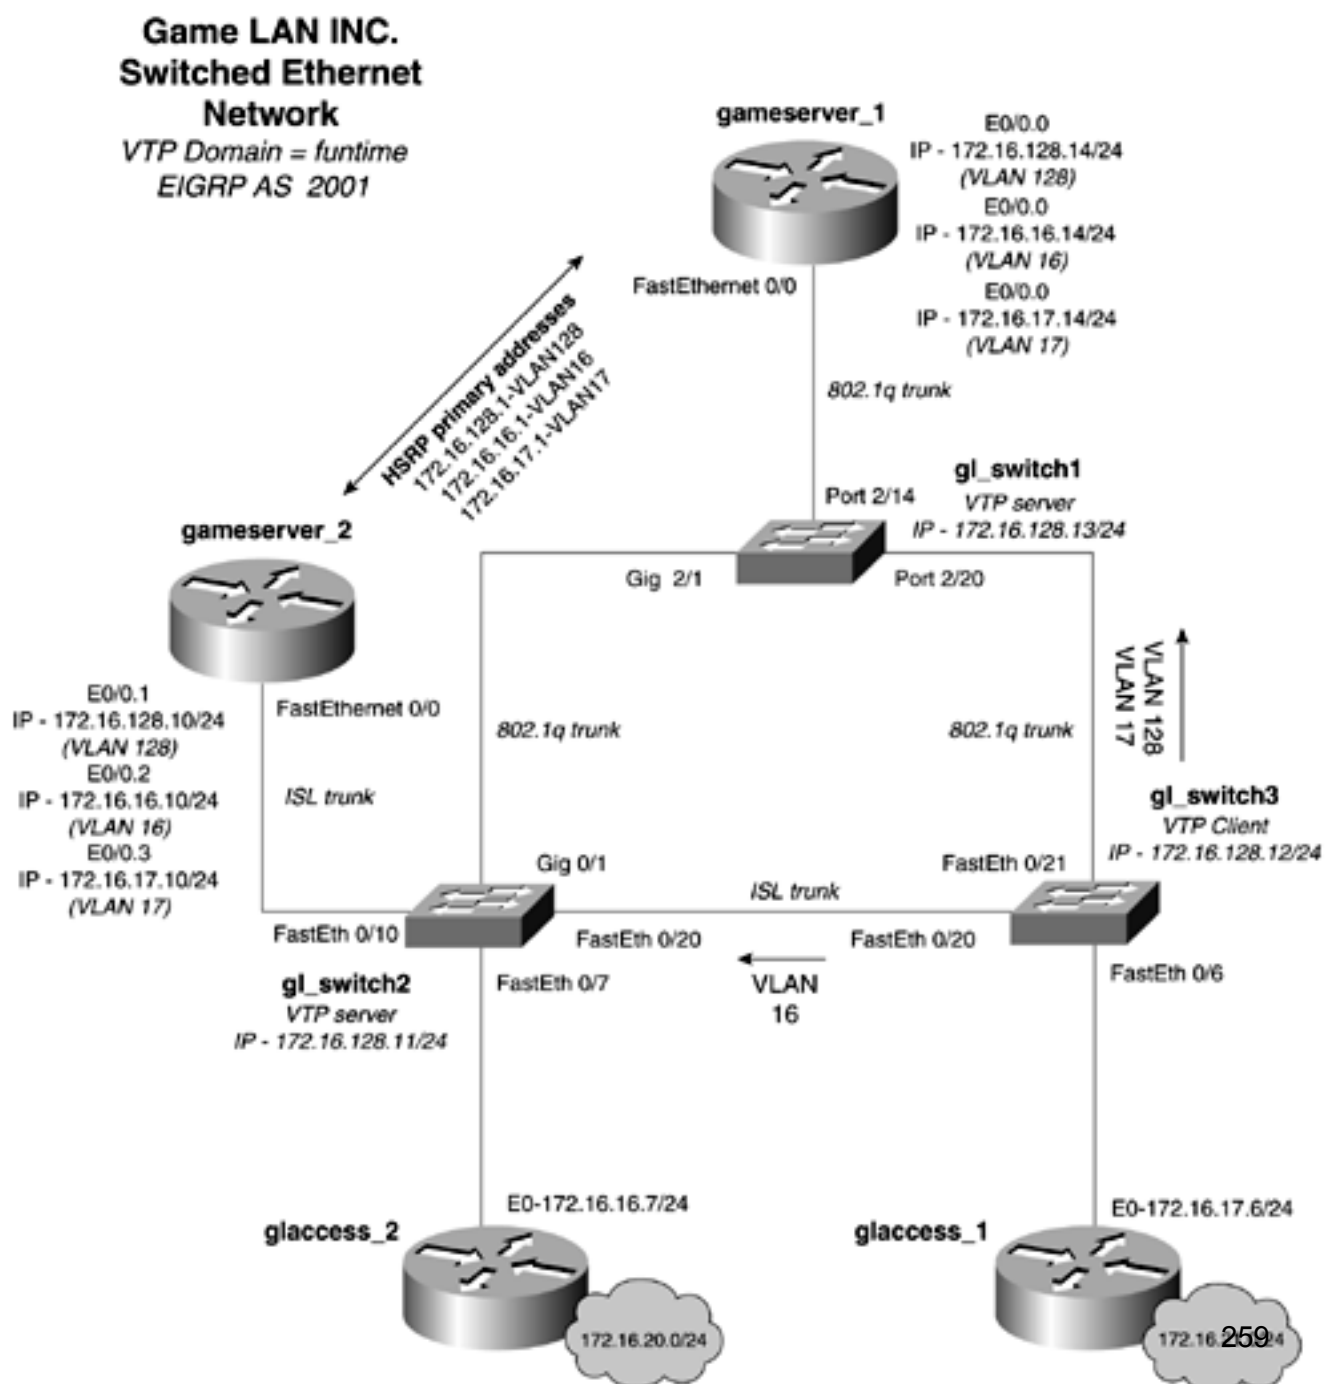 Game LAN INC.
Switched Ethernet
Network
VTP Domain = funtime
EIGRP AS 2001
gameserver_1
E0/0.0
IP - 172.16.128.14/24
(VLAN 128)
E0/0.0
IP - 172.16.16.14/24
(VLAN 16)
E0/0.0
IP - 172.16.17.14/24
(VLAN 17)
FastEthernet 0/0
802.1q trunk
HSRP primary addresses
172.16.128.1-VLAN128
172.16.16.1-VLAN16
172.16.17.1-VLAN17
gl_switch1
VTP server
IP - 172.16.128.13/24
Port 2/14
Gig 2/1
Port 2/20
gameserver_2
FastEthernet 0/0
E0/0.1
IP - 172.16.128.10/24
(VLAN 128)
E0/0.2
IP - 172.16.16.10/24
(VLAN 16)
E0/0.3
IP - 172.16.17.10/24
(VLAN 17)
ISL trunk
802.1q trunk
802.1q trunk
VLAN 128
VLAN 17
gl_switch3
VTP Client
IP - 172.16.128.12/24
Gig 0/1
FastEth 0/21
ISL trunk
FastEth 0/10
FastEth 0/20
FastEth 0/20
FastEth 0/7
FastEth 0/6
VLAN
16
gl_switch2
VTP server
IP - 172.16.128.11/24
E0-172.16.16.7/24
glaccess_2
172.16.20.0/24
E0-172.16.17.6/24
glaccess_1
172.16.
259